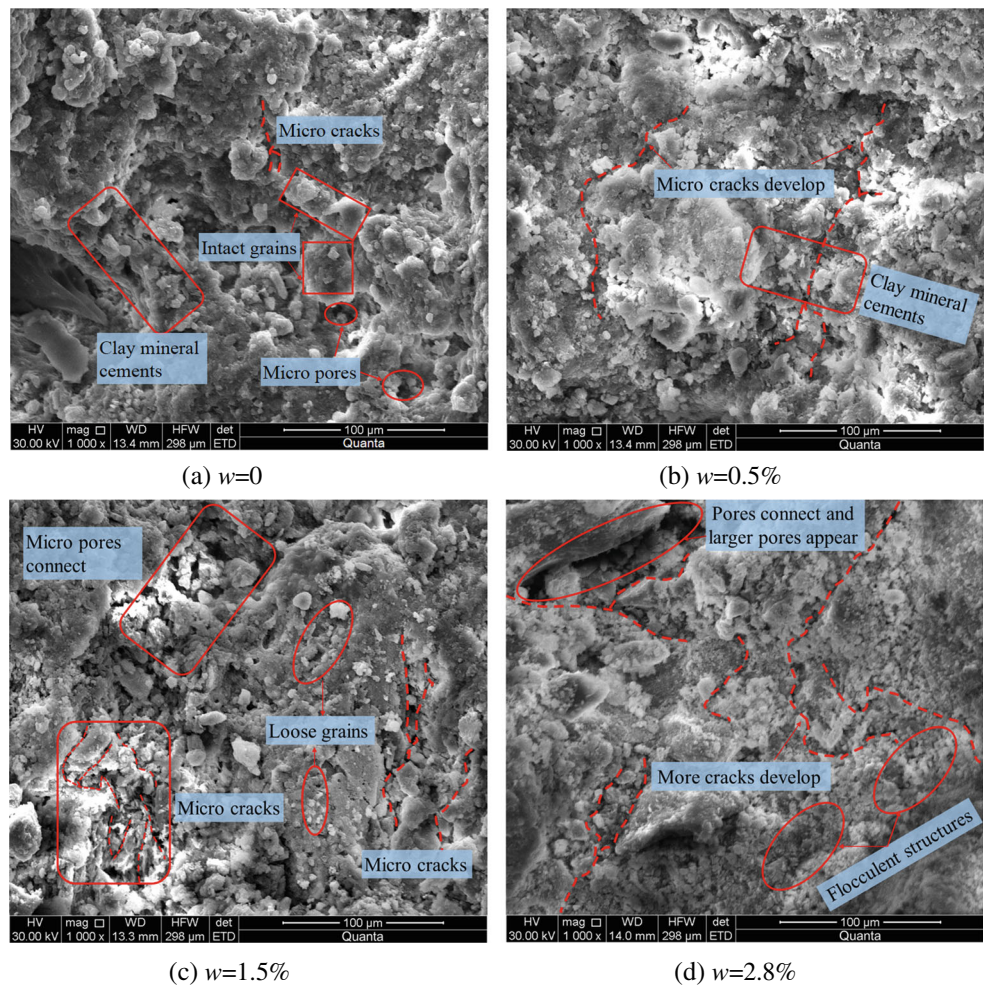 Micro cracks
Intact grains
Clay mineral
cements
Micro pores
HV mag □ WD HFW det
30.00 kV 1 000 x 13.4 mm 298 µm ETD
100 µm
Quanta
(a) w=0
Micro cracks develop
Clay mineral
cements
HV mag □ WD HFW det
30.00 kV 1 000 x 13.4 mm 298 µm ETD
100 µm
Quanta
(b) w=0.5%
Micro pores
connect
Loose grains
Micro cracks
Micro cracks
HV mag □ WD HFW det
30.00 kV 1 000 x 13.3 mm 298 µm ETD
100 µm
Quanta
(c) w=1.5%
Pores connect and
larger pores appear
More cracks develop
Flocculent structures
HV mag □ WD HFW det
30.00 kV 1 000 x 14.0 mm 298 µm ETD
100 µm
Quanta
(d) w=2.8%